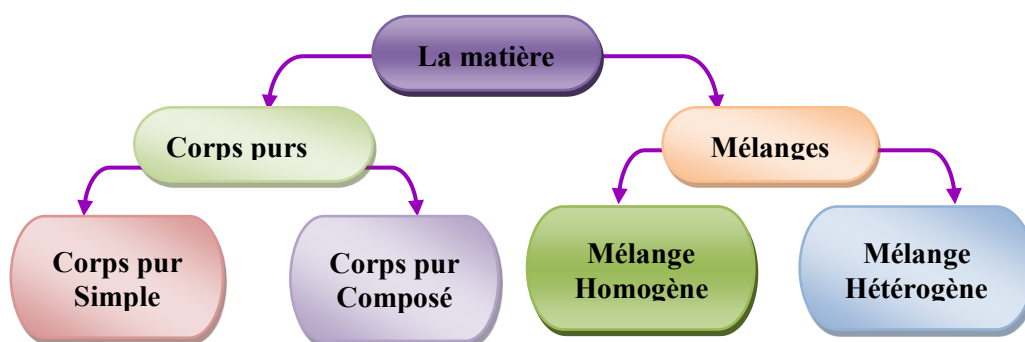 La matière
Corps purs
Mélanges
Corps pur
Simple
Corps pur
Composé
Mélange
Homogène
Mélange
Hétérogène